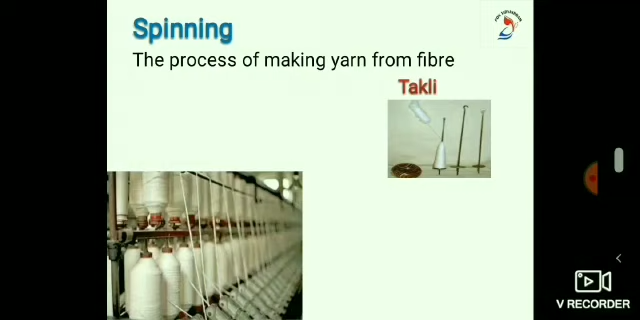 Spinning
The process of making yarn from fibre
Takli
V RECORDER